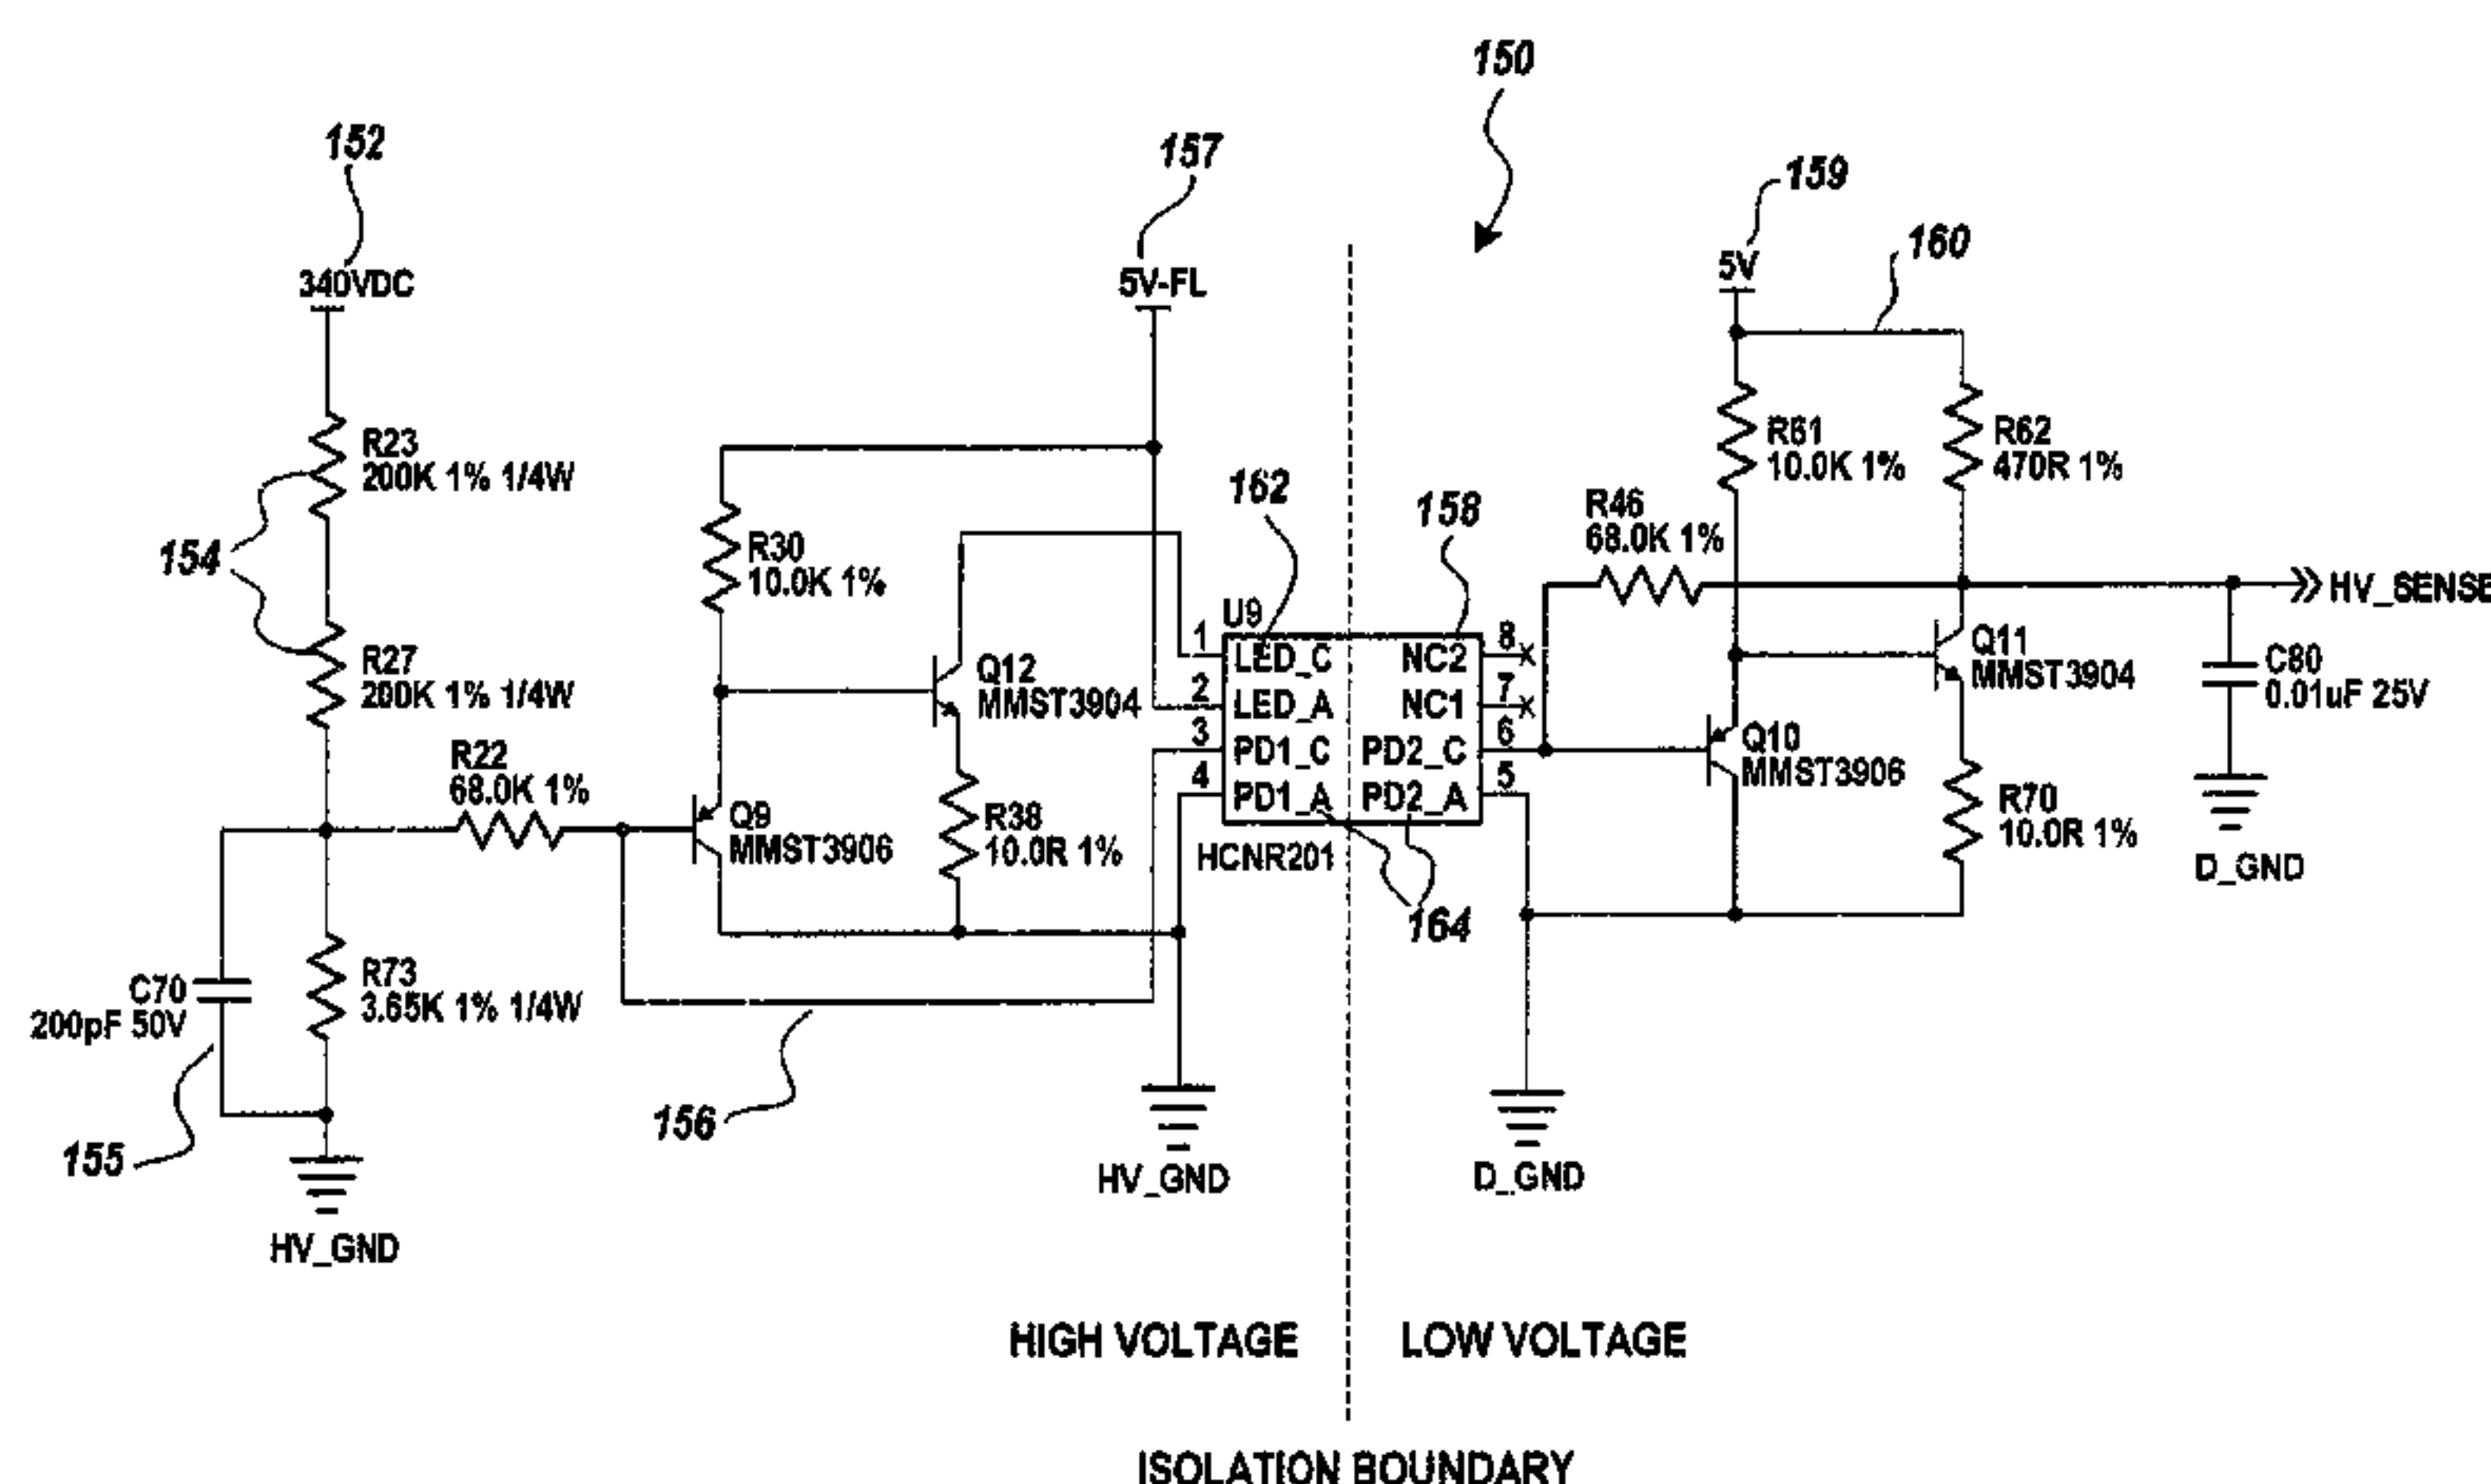 150
152
157
159
160
340VDC
5V-FL
5V
R23
200K 1% 1/4W
R61
10.0K 1%
R62
470R 1%
162
158
R46
68.0K 1%
154
R30
10.0K 1%
HV_SENSE
U9
1
8
LED_C
NC2
Q12
MMST3904
Q11
MMST3904
R27
200K 1% 1/4W
2
7
LED_A
NC1
C80
0.01uF 25V
3
6
PD1_C
PD2_C
Q10
MMST3906
R22
68.0K 1%
4
5
PD1_A
PD2_A
Q9
MMST3906
R38
10.0R 1%
R70
10.0R 1%
HCNR201
D_GND
164
C70
200pF 50V
R73
3.65K 1% 1/4W
156
155
HV_GND
D_GND
HV_GND
HIGH VOLTAGE
LOW VOLTAGE
ISOLATION BOUNDARY